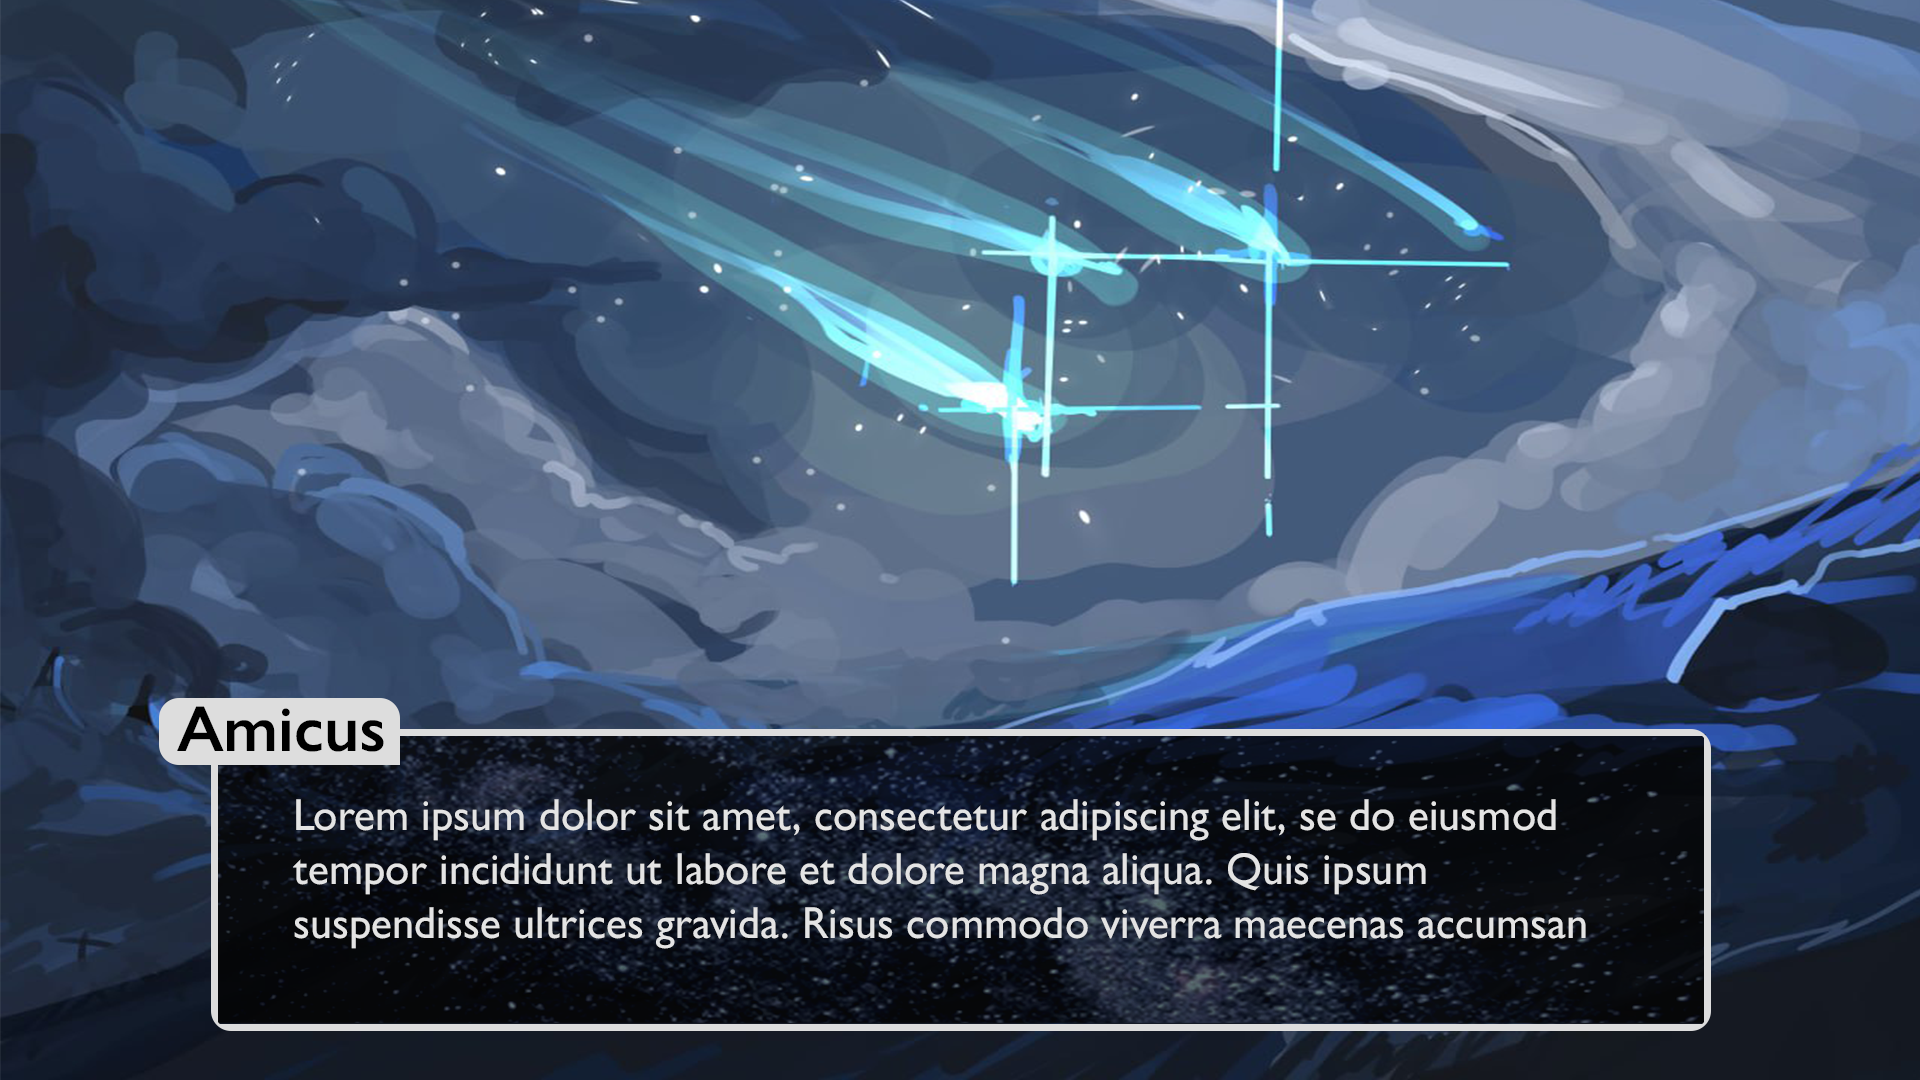 Amicus
Lorem ipsum dolor sit amet, consectetur adipiscing elit, se do eiusmod
tempor incididunt ut labore et dolore magna aliqua. Quis ipsum
suspendisse ultrices gravida. Risus commodo viverra maecenas accumsan